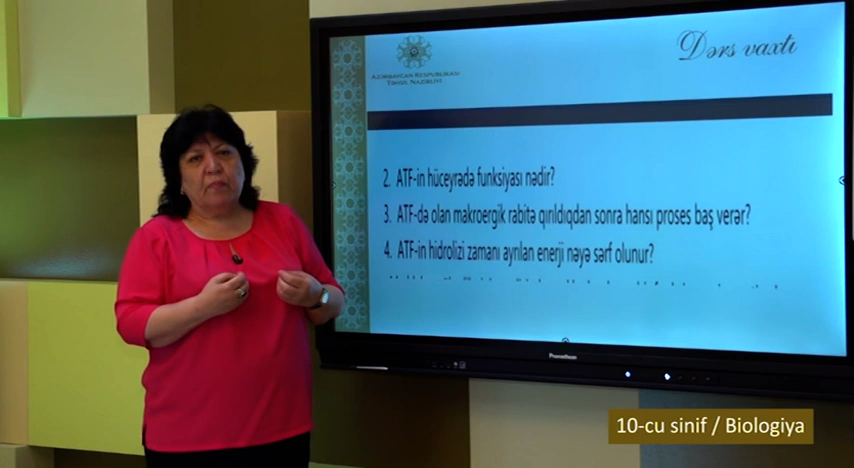 Dərs vaxtı
AZƏRBAYCAN RESPUBLİKASI
TƏHSİL NAZİRLİYİ
2. ATF-in hüceyrədə funksiyası nədir?
3. ATF-də olan makroergik rabitə qırıldıqdan sonra hansı proses baş verər?
4. ATF-in hidrolizi zamanı ayrılan enerji nəyə sərf olunur?
Promethean
10-cu sinif / Biologiya